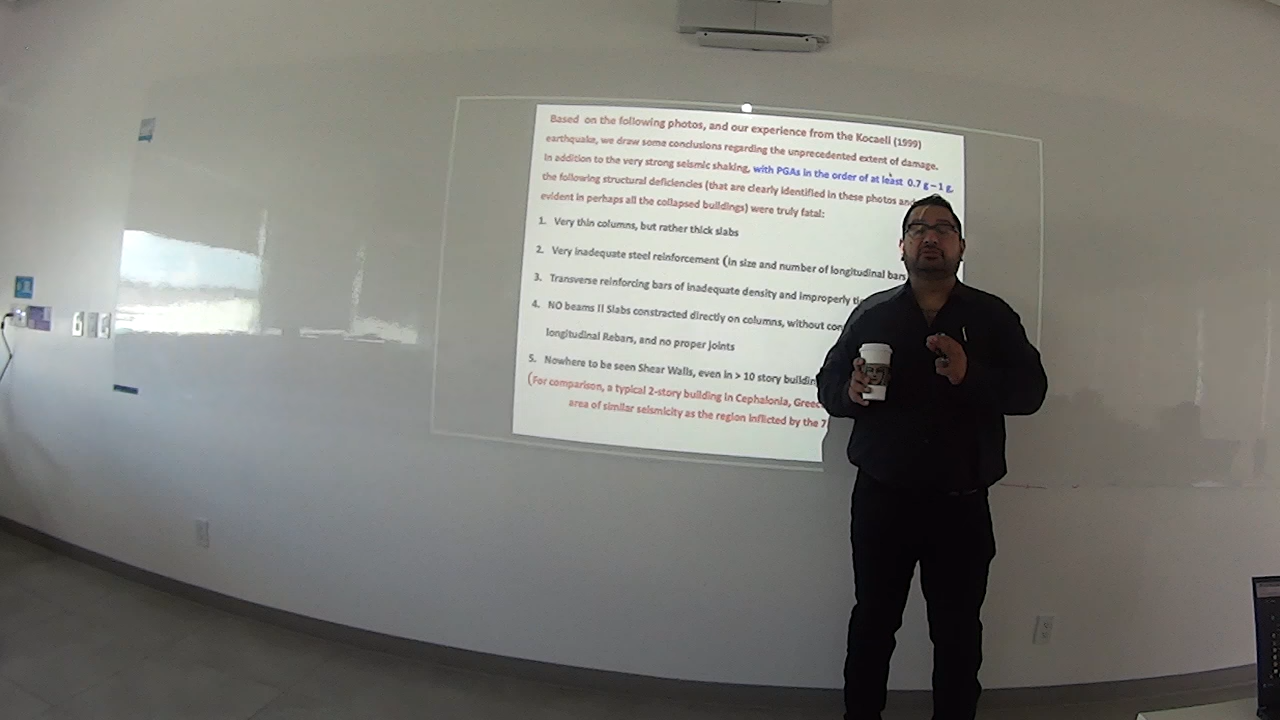 Based on the following photos, and our experience from the Kocaeli (1999)
earthquake, we draw some conclusions regarding the unprecedented extent of damage.
In addition to the very strong seismic shaking, with PGAs in the order of at least 0.7 g – 1 g,
the following structural deficiencies (that are clearly identified in these photos and
evident in perhaps all the collapsed buildings) were truly fatal:
1. Very thin columns, but rather thick slabs
2. Very inadequate steel reinforcement (in size and number of longitudinal bars
3. Transverse reinforcing bars of inadequate density and improperly
4. NO beams !! Slabs constracted directly on columns, without
longitudinal Rebars, and no proper joints
5. Nowhere to be seen Shear Walls, even in > 10 story
(For comparison, a typical 2-story building in Cephalonia,
area of similar seismicity as the region inflicted by the 7